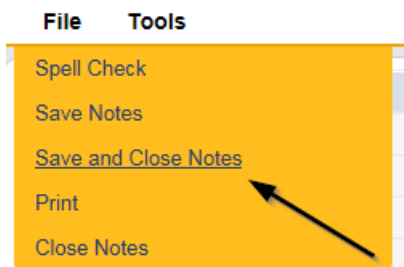 File Tools
Spell Check
Save Notes
Save and Close Notes
Print
Close Notes